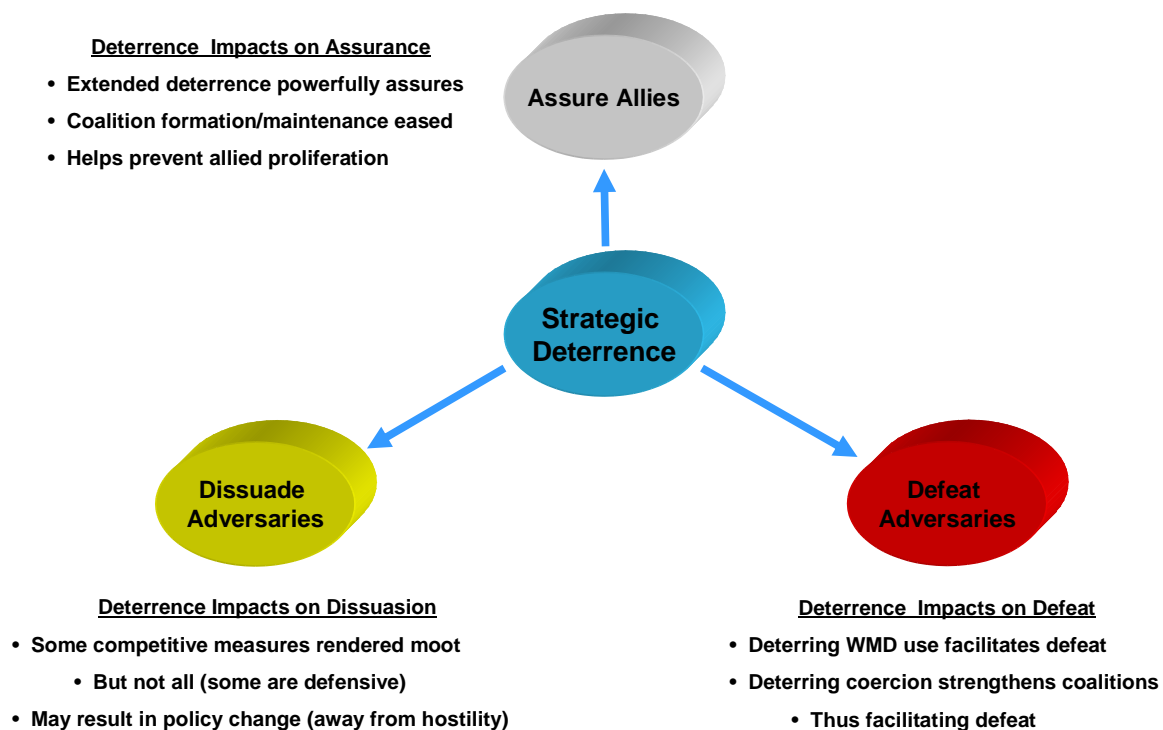 Deterrence Impacts on Assurance
• Extended deterrence powerfully assures
• Coalition formation/maintenance eased
• Helps prevent allied proliferation
Assure Allies
Strategic
Deterrence
Dissuade
Adversaries
Defeat
Adversaries
Deterrence Impacts on Dissuasion
• Some competitive measures rendered moot
• But not all (some are defensive)
• May result in policy change (away from hostility)
Deterrence Impacts on Defeat
• Deterring WMD use facilitates defeat
• Deterring coercion strengthens coalitions
• Thus facilitating defeat